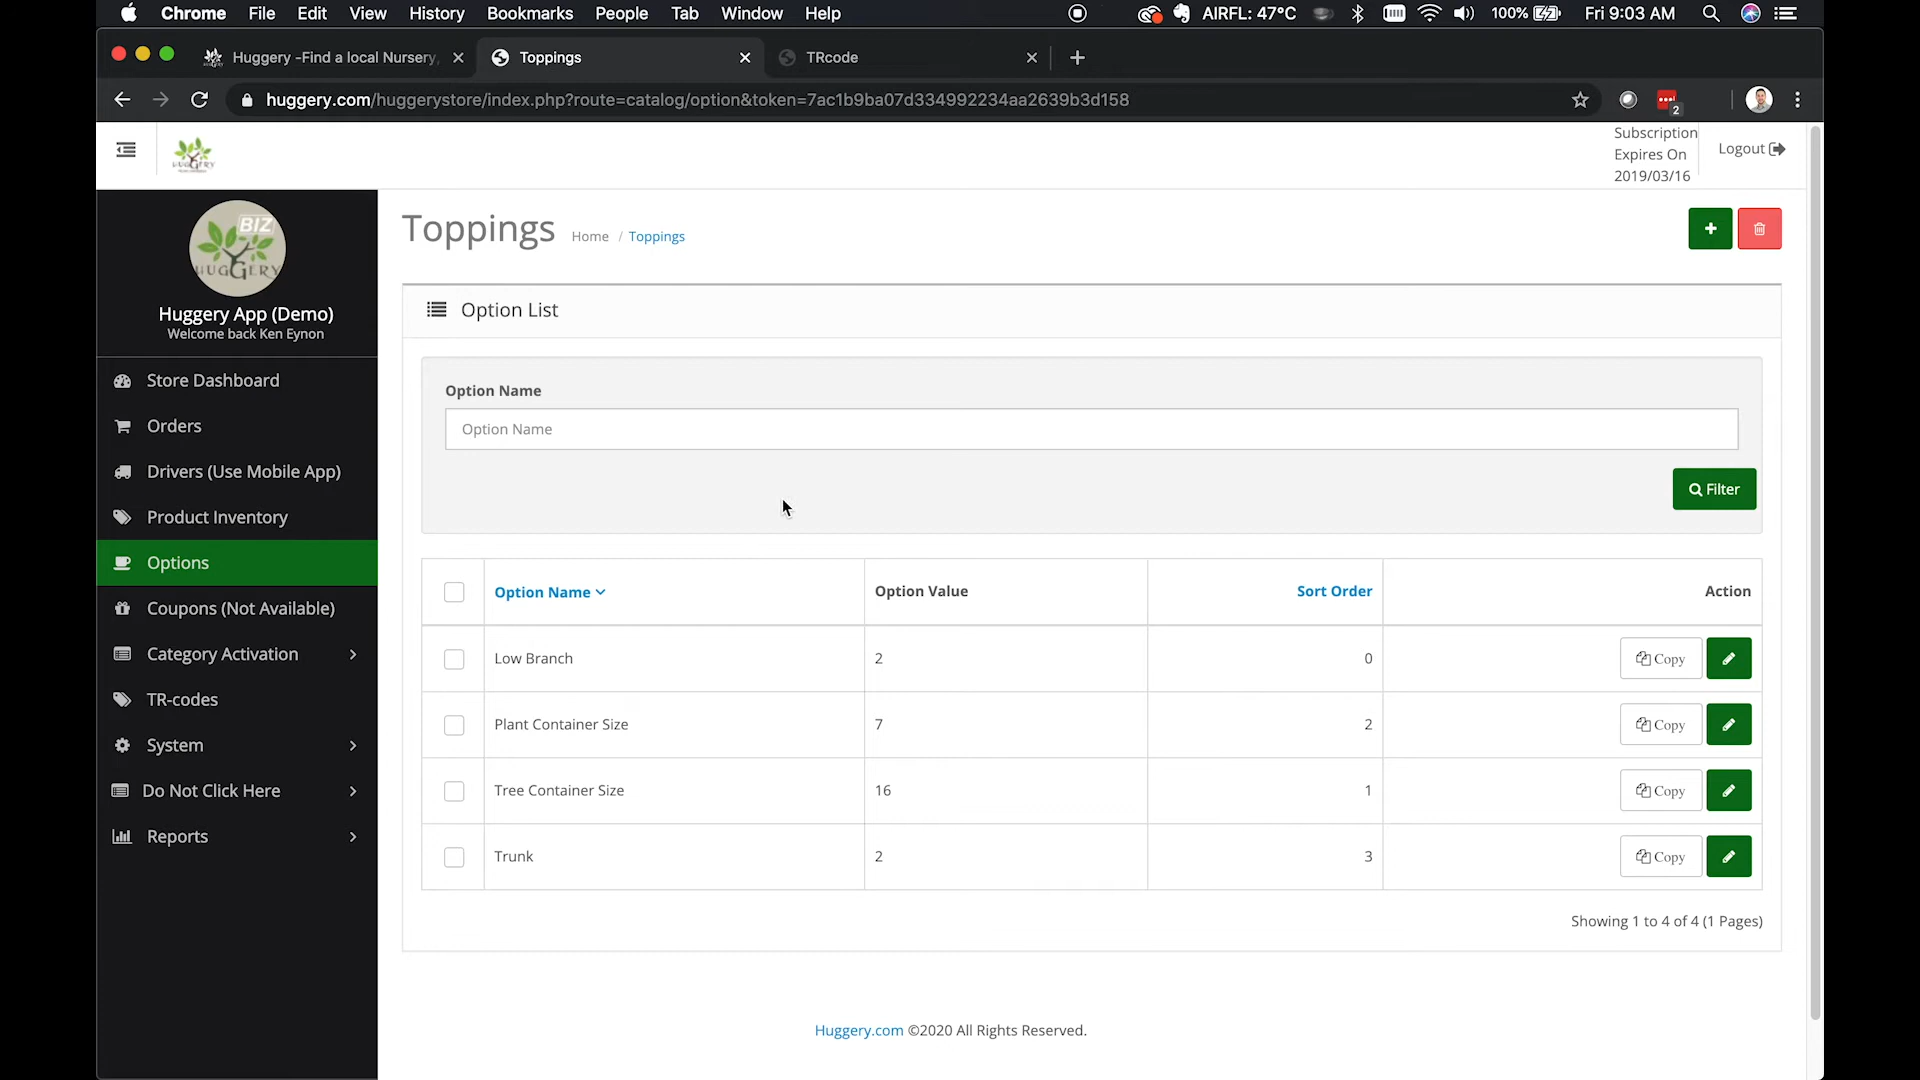 Chrome File Edit View History Bookmarks People Tab Window Help AIRFL: 47°C 100% Fri 9:03 AM
Huggery -Find a local Nursery, Toppings TRcode
huggery.com/huggerystore/index.php?route=catalog/option&token=7ac1b9ba07d334992234aa2639b3d158 2
HUGGERY
Subscription
Expires On
2019/03/16
Logout
BIZ
HUGGERY
Huggery App (Demo)
Welcome back Ken Eynon
Store Dashboard
Orders
Drivers (Use Mobile App)
Product Inventory
Options
Coupons (Not Available)
Category Activation
TR-codes
System
Do Not Click Here
Reports
Toppings Home / Toppings
Option List
Option Name
Option Name
Filter
Option Name Option Value Sort Order Action
Low Branch 2 0 Copy
Plant Container Size 7 2 Copy
Tree Container Size 16 1 Copy
Trunk 2 3 Copy
Showing 1 to 4 of 4 (1 Pages)
Huggery.com ©2020 All Rights Reserved.